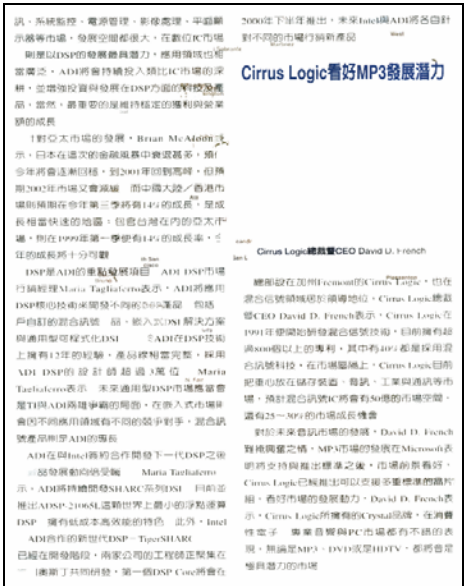 訊、系統監控、電源管理、影像處理、平面顯
示器等市場,發展空間都很大,在數位IC市場
則是以DSP的發展最具潛力,應用領域也相
當廣泛,ADI將會持續投入類比IC市場的深
耕,並增強投資與發展在DSP方面的科技及產
品,當然,最重要的是維持穩定的獲利與營業
額的成長
對亞太市場的發展,Brian McAloon表
示,日本在這次的金融風暴中衰退甚多,預
今年將會逐漸回穩,到2001年回到高峰,但預
期2002年市場又會減緩 而中國大陸/香港市
場則預期在今年第三季將有14%的成長,是成
長相當快速的地區;包含台灣在內的亞太市
場,則在1999年第一季便有14%的成長率,
年的成長將十分可觀
DSP是ADI的重點發展項目 ADI DSP市場
行銷經理Maria Tagliaferro表示,ADI將應用
DSP核心技術來開發不同的 產品 包括
戶自訂的混合訊號 品、嵌入式DSP解決方案
與通用型可程式化DSP ADI在DSP技術
上擁有12年的經驗,產品線相當完整,採用
ADI DSP的設計師超過3萬位 Maria
Tagliaferro表示 未來通用型DSP市場應當會
是TI與ADI兩雄爭霸的局面,在嵌入式市場則
會因不同應用領域有不同的競爭對手,混合訊
號產品則是ADI的專長
ADI在與Intel簽約合作開發下一代DSP之後
品發展動向倍受矚 Maria Tagliaferro
示,ADI將持續開發SHARC系列DSP 目前並
推出ADSP-21065L這顆世界上最小的浮點運算
DSP 擁有低成本高效能的特色 此外,Intel
ADI合作的新世代DSP-TigerSHARC
已經在開發階段,兩家公司的工程師正聚集在
奧斯丁共同研發,第一個DSP Core將會在
2000年下半年推出,未來Intel與ADI將各自針
對不同的市場行銷新產品
Cirrus Logic看好MP3發展潛力
Cirrus Logic總裁暨CEO David D. French
總部設在加州Fremont的Cirrus Logic,也在
混合信號領域居於領導地位,Cirrus Logic總裁
暨CEO David D. French表示,Cirrus Logic在
1991年便開始研發混合信號技術,目前擁有超
過800個以上的專利,其中有40%都是採用混
合訊號科技,在市場區隔上,Cirrus Logic目前
把重心放在儲存裝置、音訊、工業與通訊等市
場,預計混合訊號IC將會有50億的市場空間,
還有25~30%的市場成長機會
對於未來音訊市場的發展,David D. French
難掩興奮之情,MP3市場的發展在Microsoft表
明將支持與推出標準之後,市場前景看好,
Cirrus Logic已經推出可以支援多重標準的晶片
組,看好市場的發展動力,David D. French表
示,Cirrus Logic所擁有的Crystal品牌,在消費
性電子 專業音響與PC市場都有不錯的表
現,無論是MP3、DVD或是HDTV,都將會是
極具潛力的市場